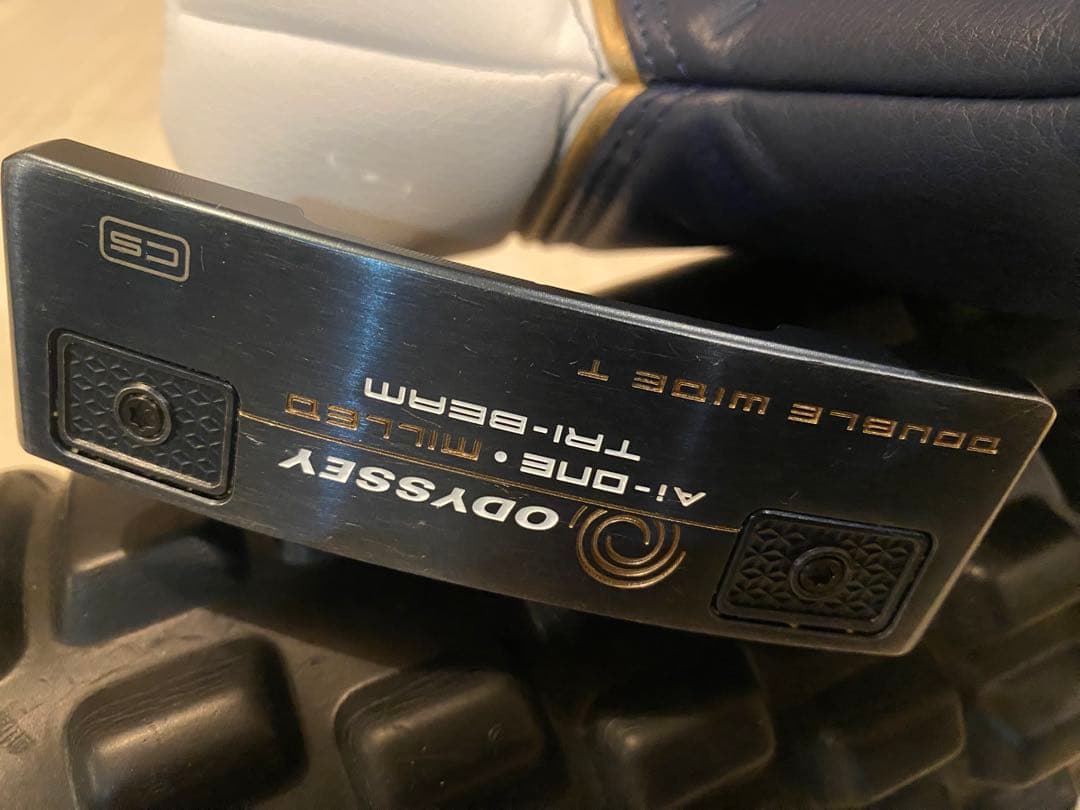 ODYSSEY
Ai-ONE • MILLED
TRI-BEAM
DOUBLE WIDE T
CS